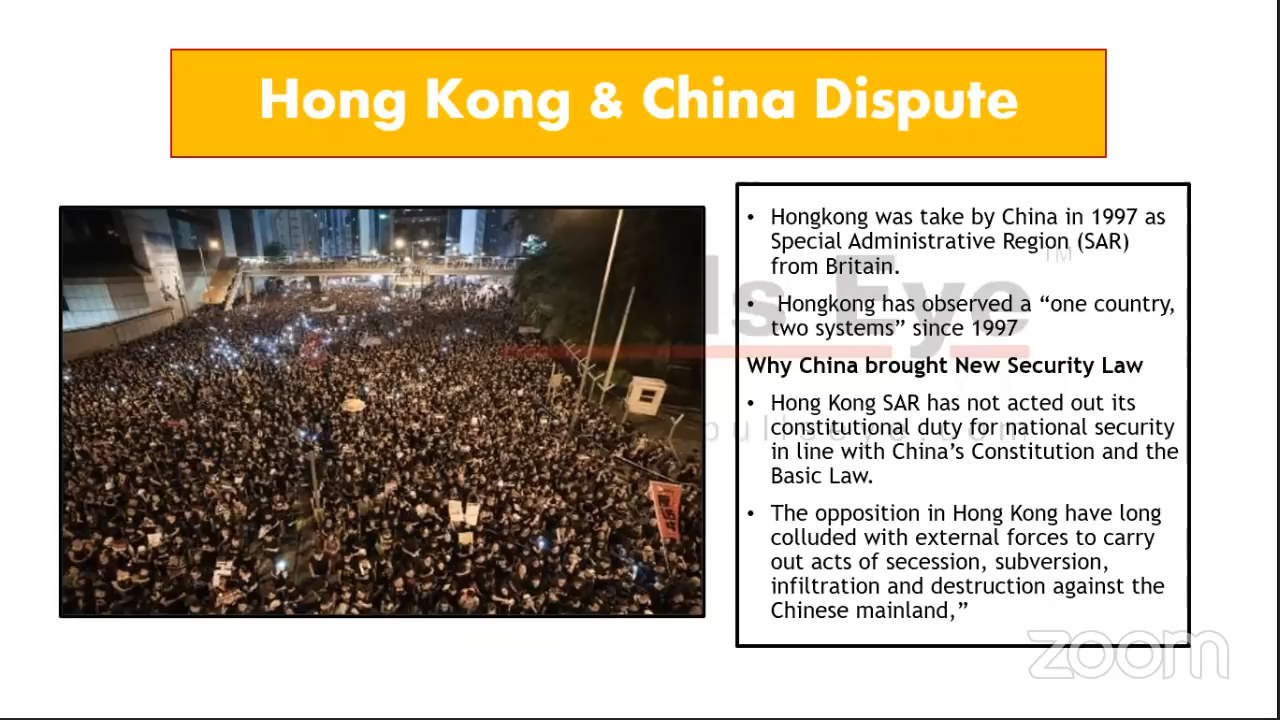 Hong Kong & China Dispute
• Hongkong was take by China in 1997 as
Special Administrative Region (SAR)
from Britain.
• Hongkong has observed a “one country,
two systems” since 1997
Why China brought New Security Law
• Hong Kong SAR has not acted out its
constitutional duty for national security
in line with China’s Constitution and the
Basic Law.
• The opposition in Hong Kong have long
colluded with external forces to carry
out acts of secession, subversion,
infiltration and destruction against the
Chinese mainland,”
ls Eye TM
zoom